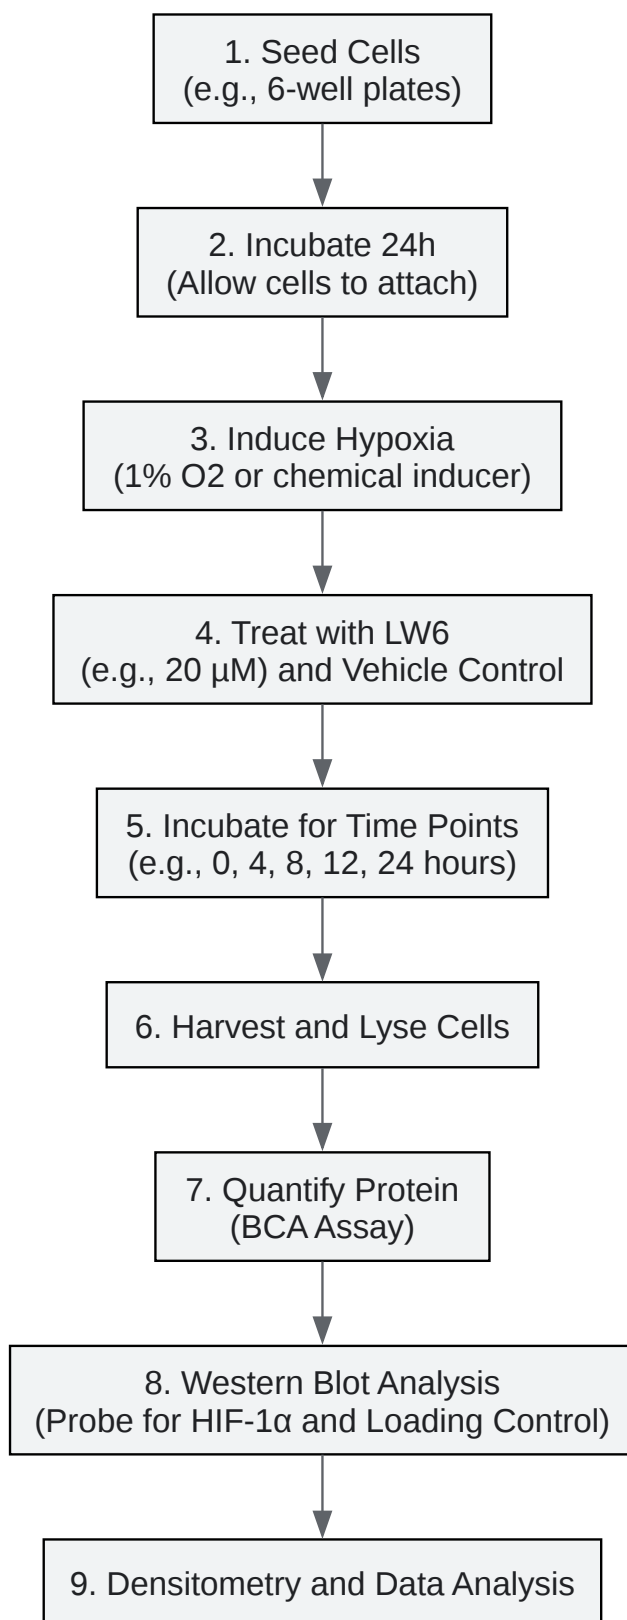 1. Seed Cells
(e.g., 6-well plates)
2. Incubate 24h
(Allow cells to attach)
3. Induce Hypoxia
(1% O2 or chemical inducer)
4. Treat with LW6
(e.g., 20 µM) and Vehicle Control
5. Incubate for Time Points
(e.g., 0, 4, 8, 12, 24 hours)
6. Harvest and Lyse Cells
7. Quantify Protein
(BCA Assay)
8. Western Blot Analysis
(Probe for HIF-1α and Loading Control)
9. Densitometry and Data Analysis